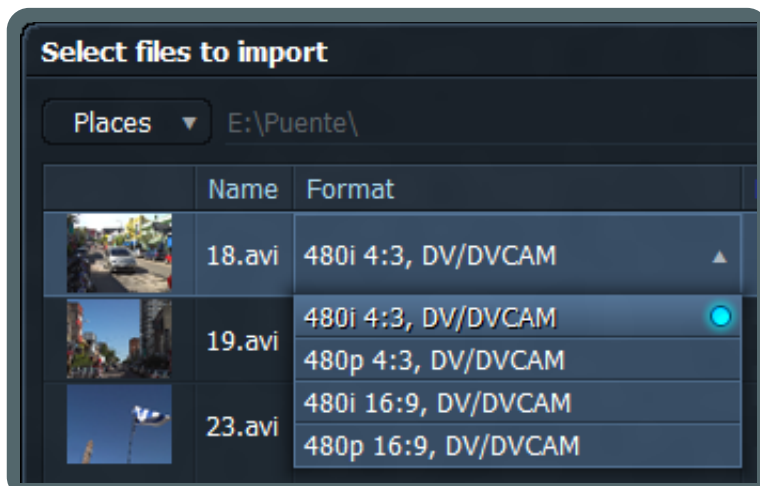 Select files to import
Places ▼ E:\Puente\
Name Format
18.avi 480i 4:3, DV/DVCAM ▲
480i 4:3, DV/DVCAM
19.avi
480p 4:3, DV/DVCAM
480i 16:9, DV/DVCAM
23.avi
480p 16:9, DV/DVCAM